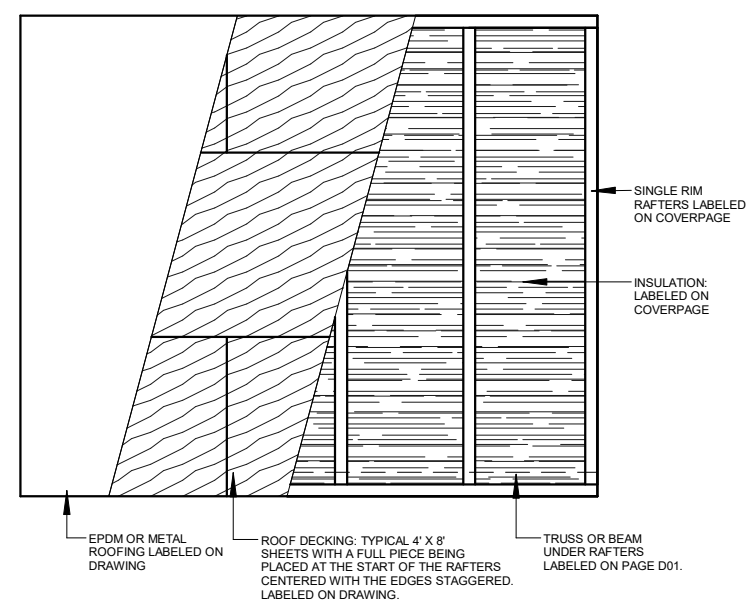 SINGLE RIM
RAFTERS LABELED
ON COVERPAGE
INSULATION:
LABELED ON
COVERPAGE
EPDM OR METAL
ROOFING LABELED ON
DRAWING
ROOF DECKING: TYPICAL 4' X 8'
SHEETS WITH A FULL PIECE BEING
PLACED AT THE START OF THE RAFTERS
CENTERED WITH THE EDGES STAGGERED.
LABELED ON DRAWING.
TRUSS OR BEAM
UNDER RAFTERS
LABELED ON PAGE D01.